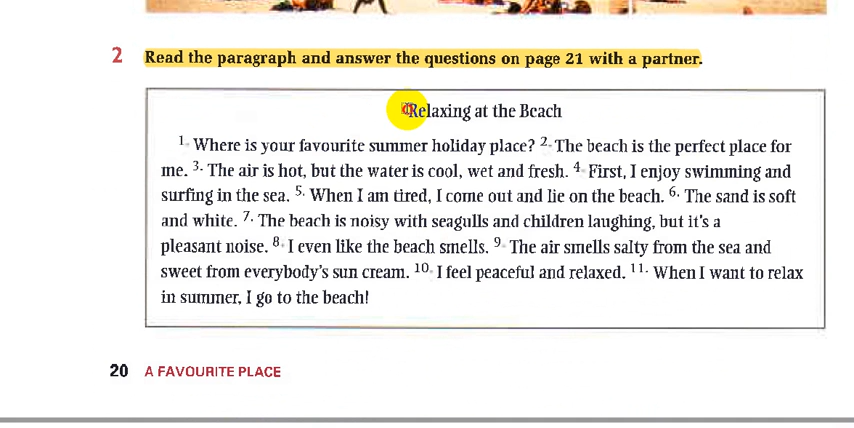 2 Read the paragraph and answer the questions on page 21 with a partner.
Relaxing at the Beach
1. Where is your favourite summer holiday place? 2. The beach is the perfect place for
me. 3. The air is hot, but the water is cool, wet and fresh. 4. First, I enjoy swimming and
surfing in the sea. 5. When I am tired, I come out and lie on the beach. 6. The sand is soft
and white. 7. The beach is noisy with seagulls and children laughing, but it's a
pleasant noise. 8. I even like the beach smells. 9. The air smells salty from the sea and
sweet from everybody's sun cream. 10. I feel peaceful and relaxed. 11. When I want to relax
in summer, I go to the beach!
20 A FAVOURITE PLACE